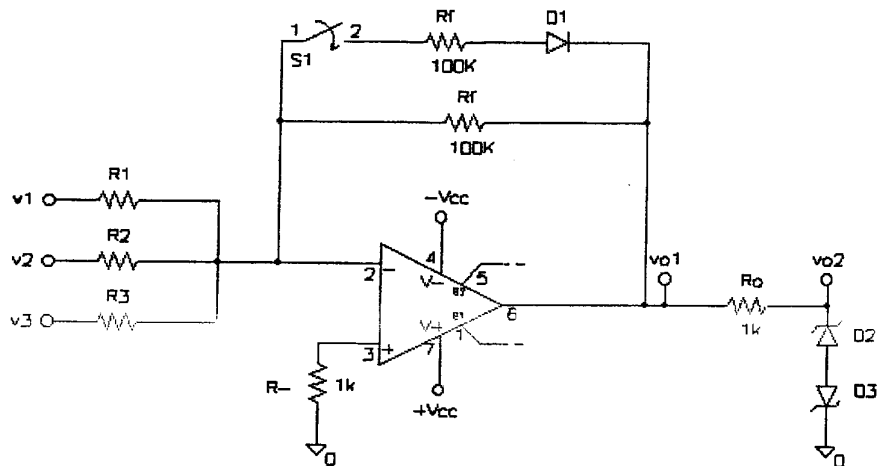 1
2
Rf
D1
S1
100K
Rf
100K
R1
v1
-Vcc
R2
v2
4
2
-
5
V-
vo1
Ro
vo2
R3
v3
6
1k
D2
V+
1
3
+
7
R-
1k
D3
+Vcc
0
0